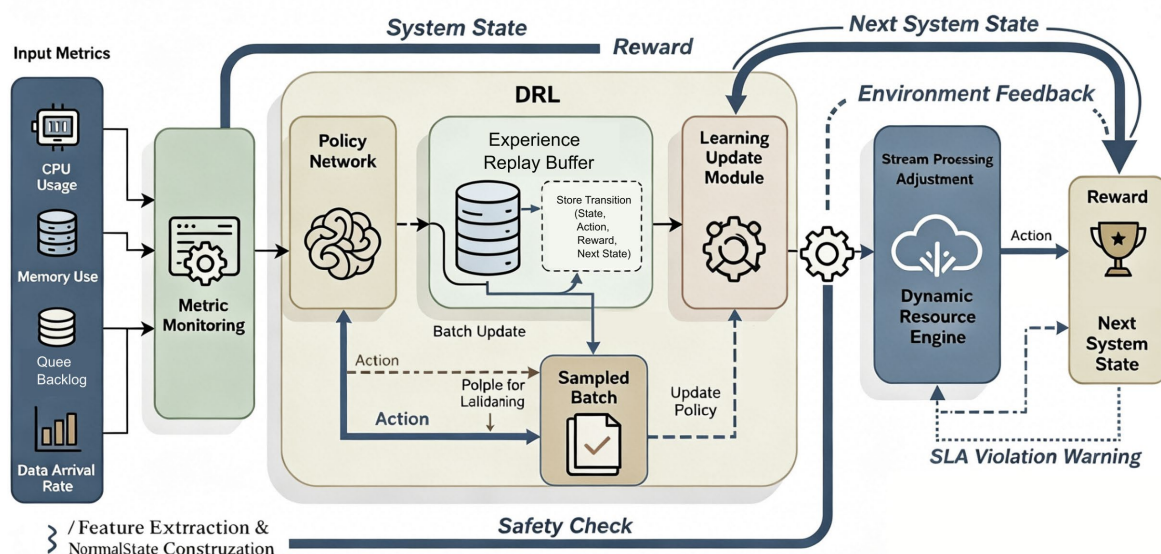 System State
Reward
Next System State
Input Metrics
CPU
Usage
Memory Use
Quee
Backlog
Data Arrival
Rate
Metric
Monitoring
DRL
Policy
Network
Experience
Replay Buffer
Store Transition
(State,
Action,
Reward,
Next State)
Learning
Update
Module
Batch Update
Action
Polple for
Lalidaning
Action
Sampled
Batch
Update
Policy
Environment Feedback
Stream Processing
Adjustment
Dynamic
Resource
Engine
Action
Reward
Next
System
State
SLA Violation Warning
Safety Check
/ Feature Extrraction &
NormalState Construzation